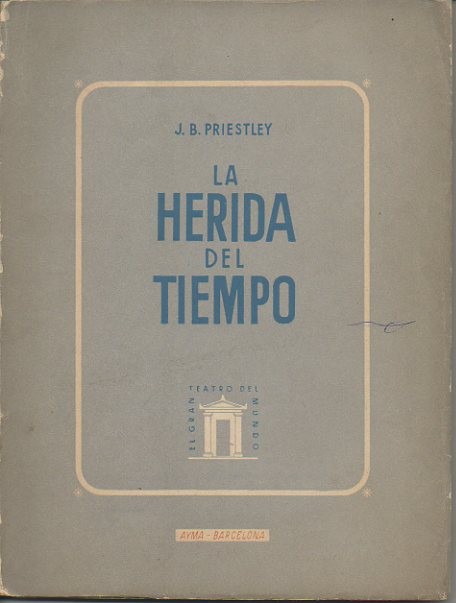 J. B. PRIESTLEY
LA
HERIDA
DEL
TIEMPO
EL GRAN TEATRO DEL MUNDO
AYMA - BARCELONA